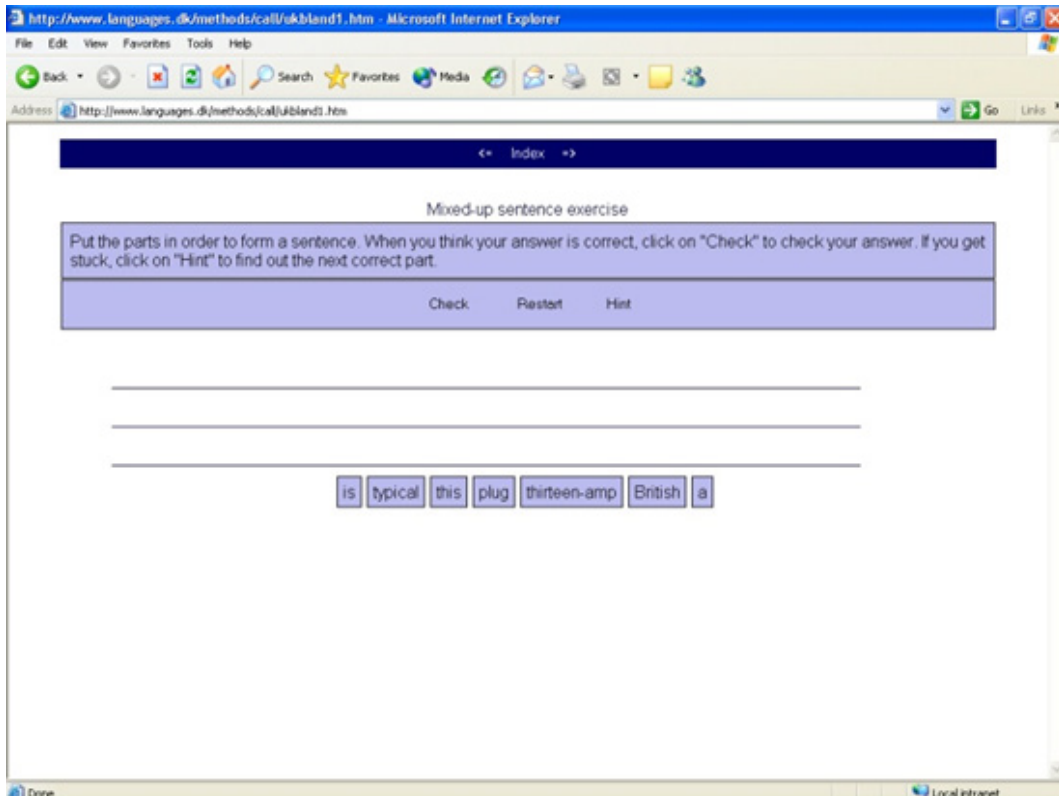 http://www.languages.dk/methods/call/ukbland1.htm - Microsoft Internet Explorer
File Edit View Favorites Tools Help
Back Search Favorites Media
Address http://www.languages.dk/methods/call/ukbland1.htm Go Links
<= Index =>
Mixed-up sentence exercise
Put the parts in order to form a sentence. When you think your answer is correct, click on "Check" to check your answer. If you get
stuck, click on "Hint" to find out the next correct part.
Check Restart Hint
is typical this plug thirteen-amp British a
Done Local intranet